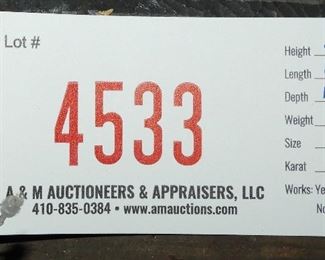 Lot #
4533
A & M AUCTIONEERS & APPRAISERS, LLC
410-835-0384 • www.amauctions.com
Height
Length
Depth
Weight
Size
Karat
Works: Ye
No